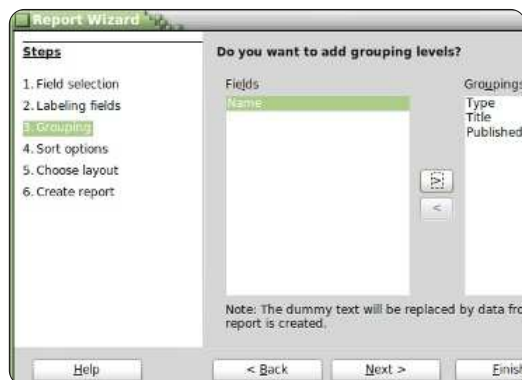 Report Wizard
Steps
1. Field selection
2. Labeling fields
3. Grouping
4. Sort options
5. Choose layout
6. Create report
Do you want to add grouping levels?
Fields
Name
>
<
Groupings
Type
Title
Published
Note: The dummy text will be replaced by data fro
report is created.
Help
< Back
Next >
Finish